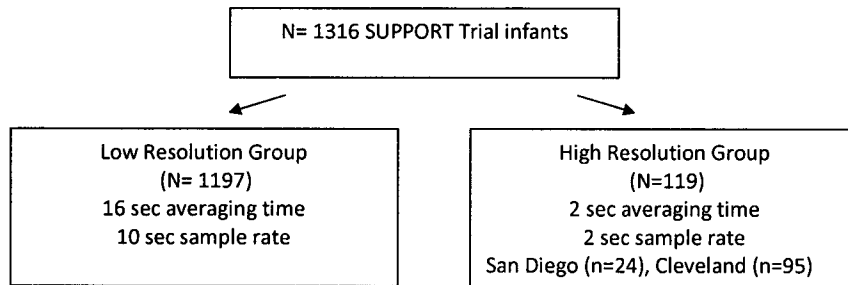 N= 1316 SUPPORT Trial infants
Low Resolution Group
(N= 1197)
16 sec averaging time
10 sec sample rate
High Resolution Group
(N=119)
2 sec averaging time
2 sec sample rate
San Diego (n=24), Cleveland (n=95)